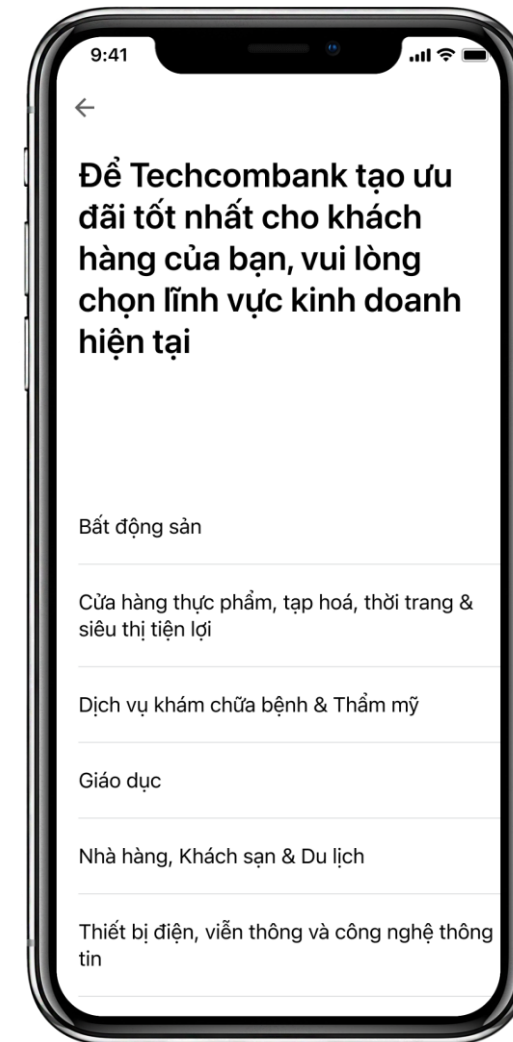 9:41
Để Techcombank tạo ưu
đãi tốt nhất cho khách
hàng của bạn, vui lòng
chọn lĩnh vực kinh doanh
hiện tại
Bất động sản
Cửa hàng thực phẩm, tạp hoá, thời trang &
siêu thị tiện lợi
Dịch vụ khám chữa bệnh & Thẩm mỹ
Giáo dục
Nhà hàng, Khách sạn & Du lịch
Thiết bị điện, viễn thông và công nghệ thông
tin